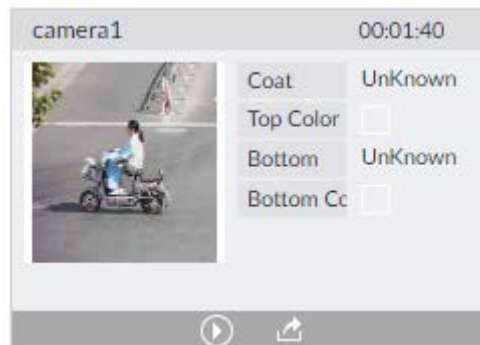 camera1 00:01:40
Coat UnKnown
Top Color
Bottom UnKnown
Bottom Cc